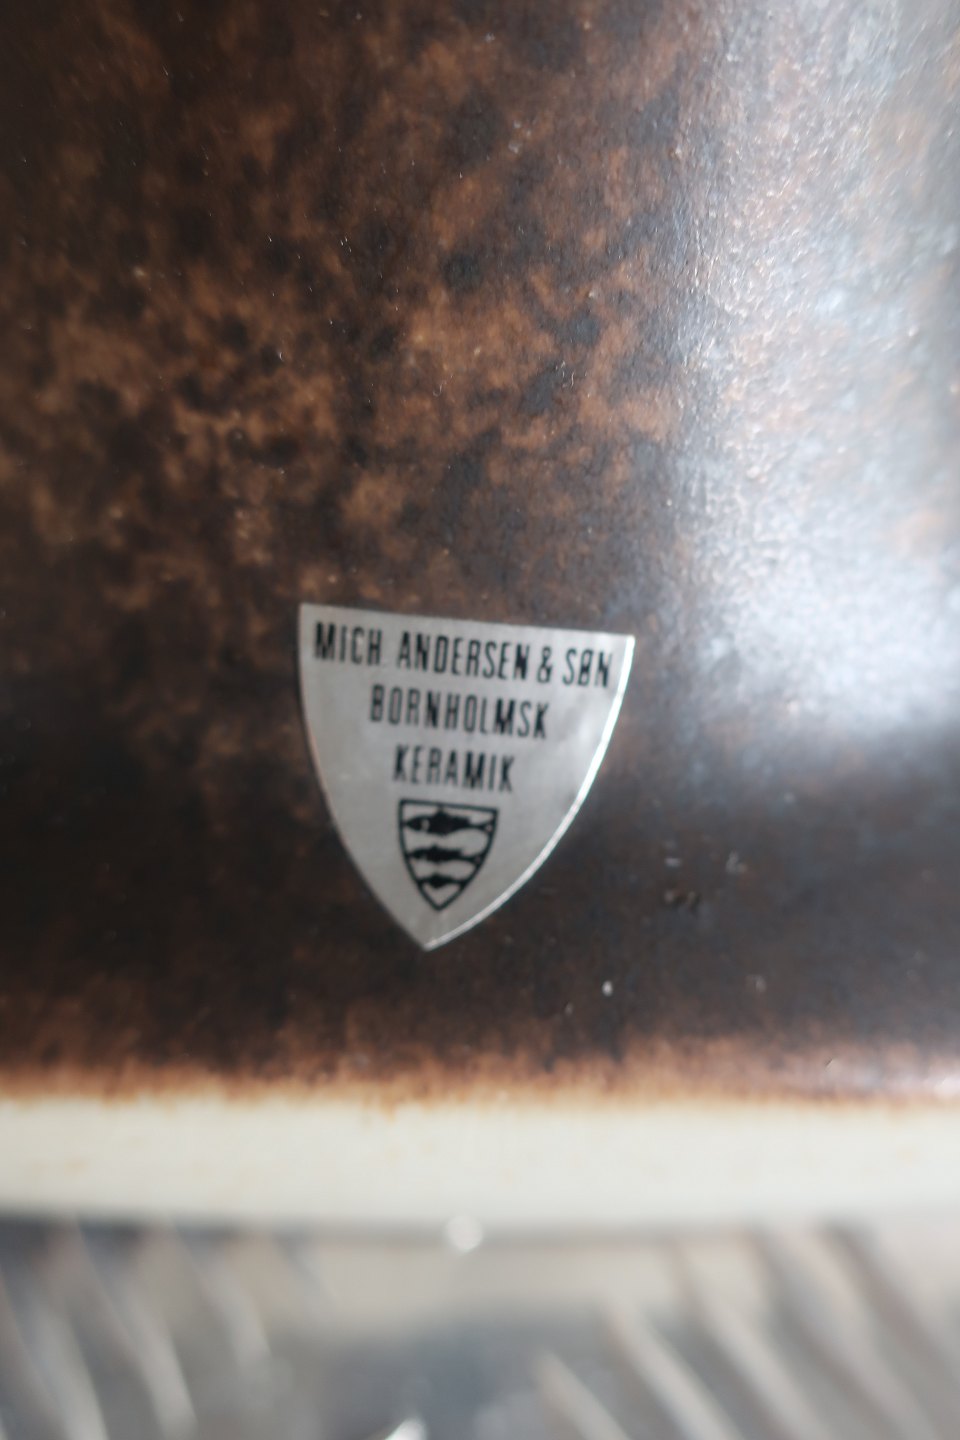 MICH ANDERSEN & SØN
BORNHOLMSK
KERAMIK